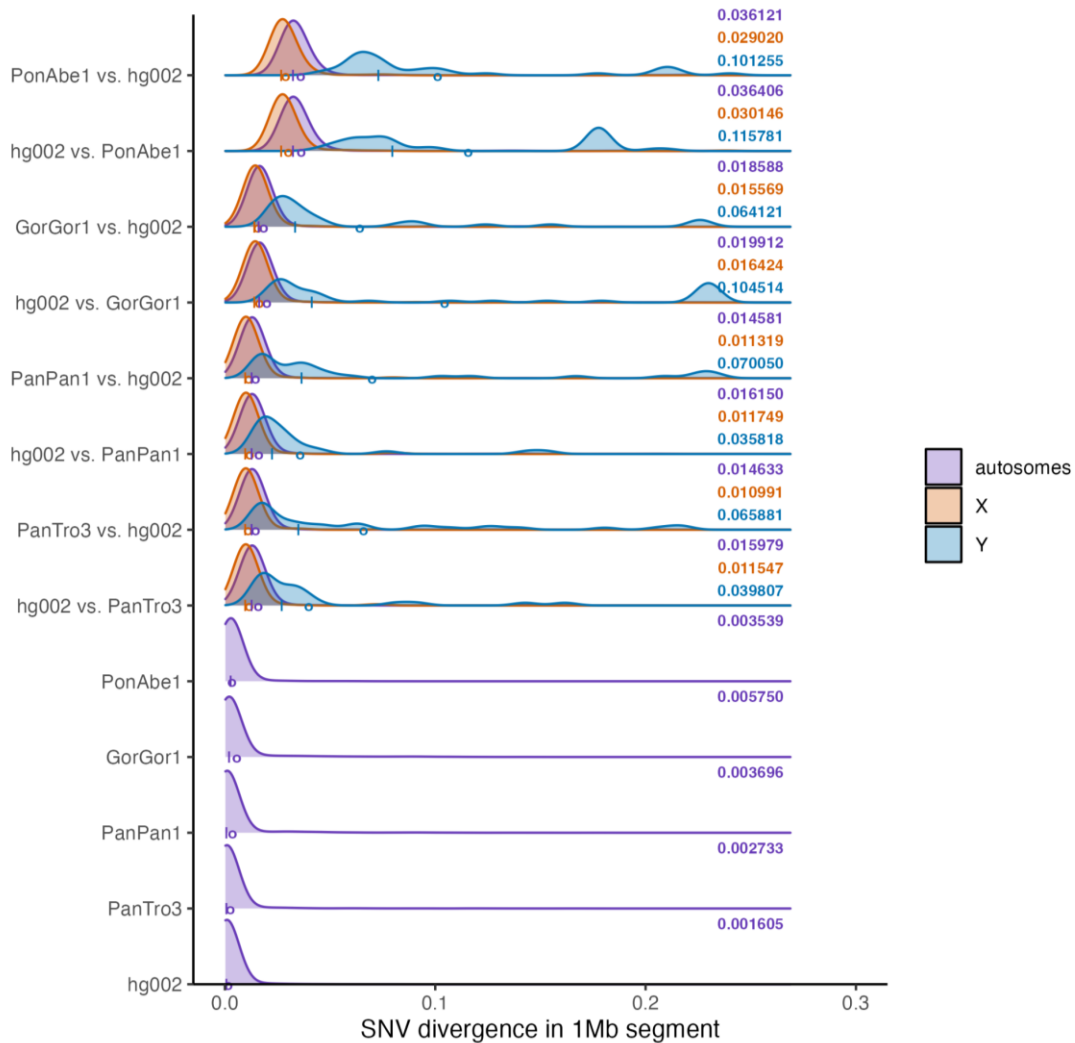 0.036121
0.029020
PonAbe1 vs. hg002
0.101255
0.036406
0.030146
hg002 vs. PonAbe1
0.115781
0.018588
0.015569
GorGor1 vs. hg002
0.064121
0.019912
0.016424
hg002 vs. GorGor1
0.104514
0.014581
0.011319
PanPan1 vs. hg002
0.070050
0.016150
0.011749
hg002 vs. PanPan1
0.035818
0.014633
0.010991
PanTro3 vs. hg002
0.065881
0.015979
0.011547
hg002 vs. PanTro3
0.039807
0.003539
PonAbe1
0.005750
GorGor1
0.003696
PanPan1
0.002733
PanTro3
0.001605
hg002
0.0 0.1 0.2 0.3
SNV divergence in 1Mb segment
autosomes
X
Y